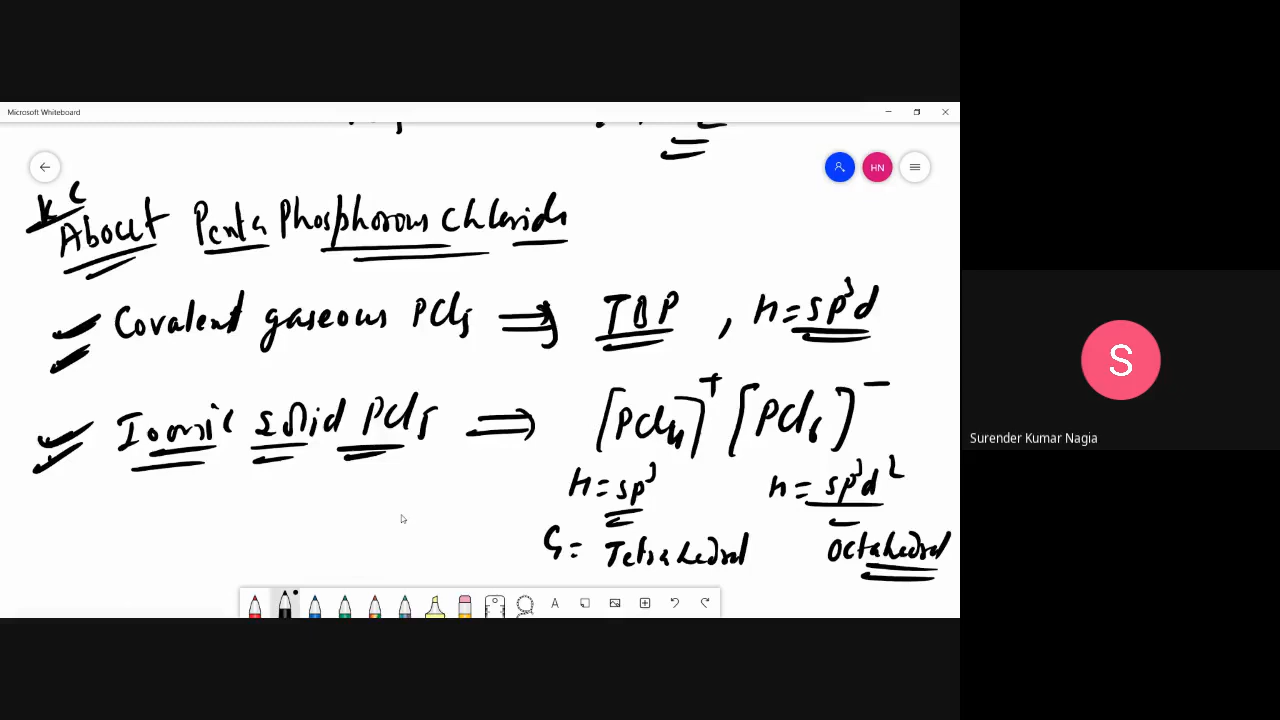 Microsoft Whiteboard
HN
About Penta Phosphorous Chloride
Covalent gaseous PCl5 ⇒ TBP, H = sp³d
Ionic solid PCl5 ⇒ [PCl4]⁺ [PCl6]⁻
H = sp³ H = sp³d²
G = Tetrahedral Octahedral
S
Surender Kumar Nagia
A